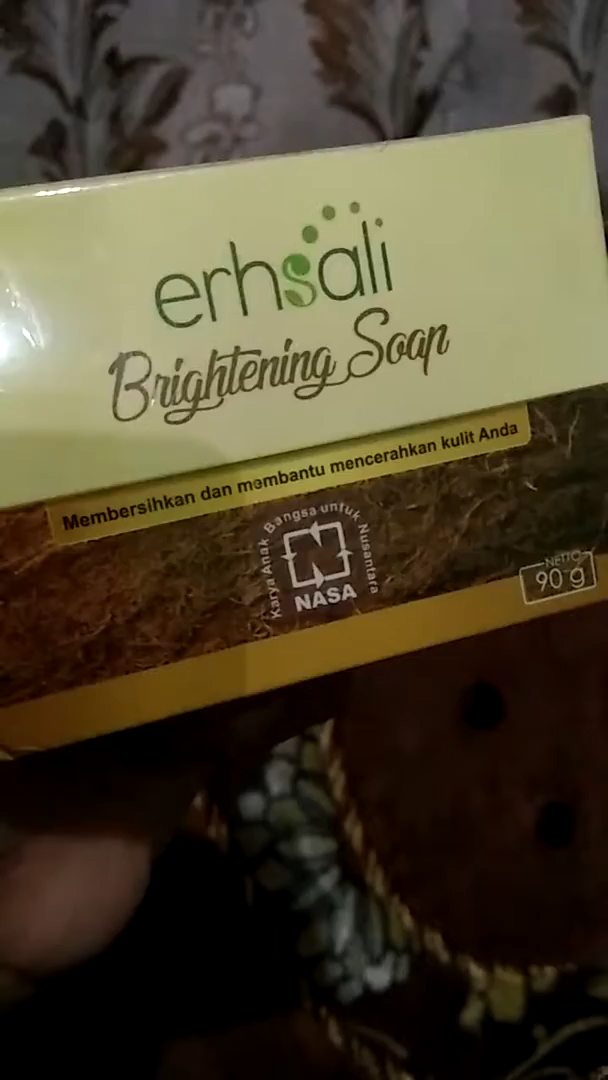 erhsali
Brightening Soap
Membersihkan dan membantu mencerahkan kulit Anda
Karya Anak Bangsa untuk Nusantara
NASA
NETTO
90 g